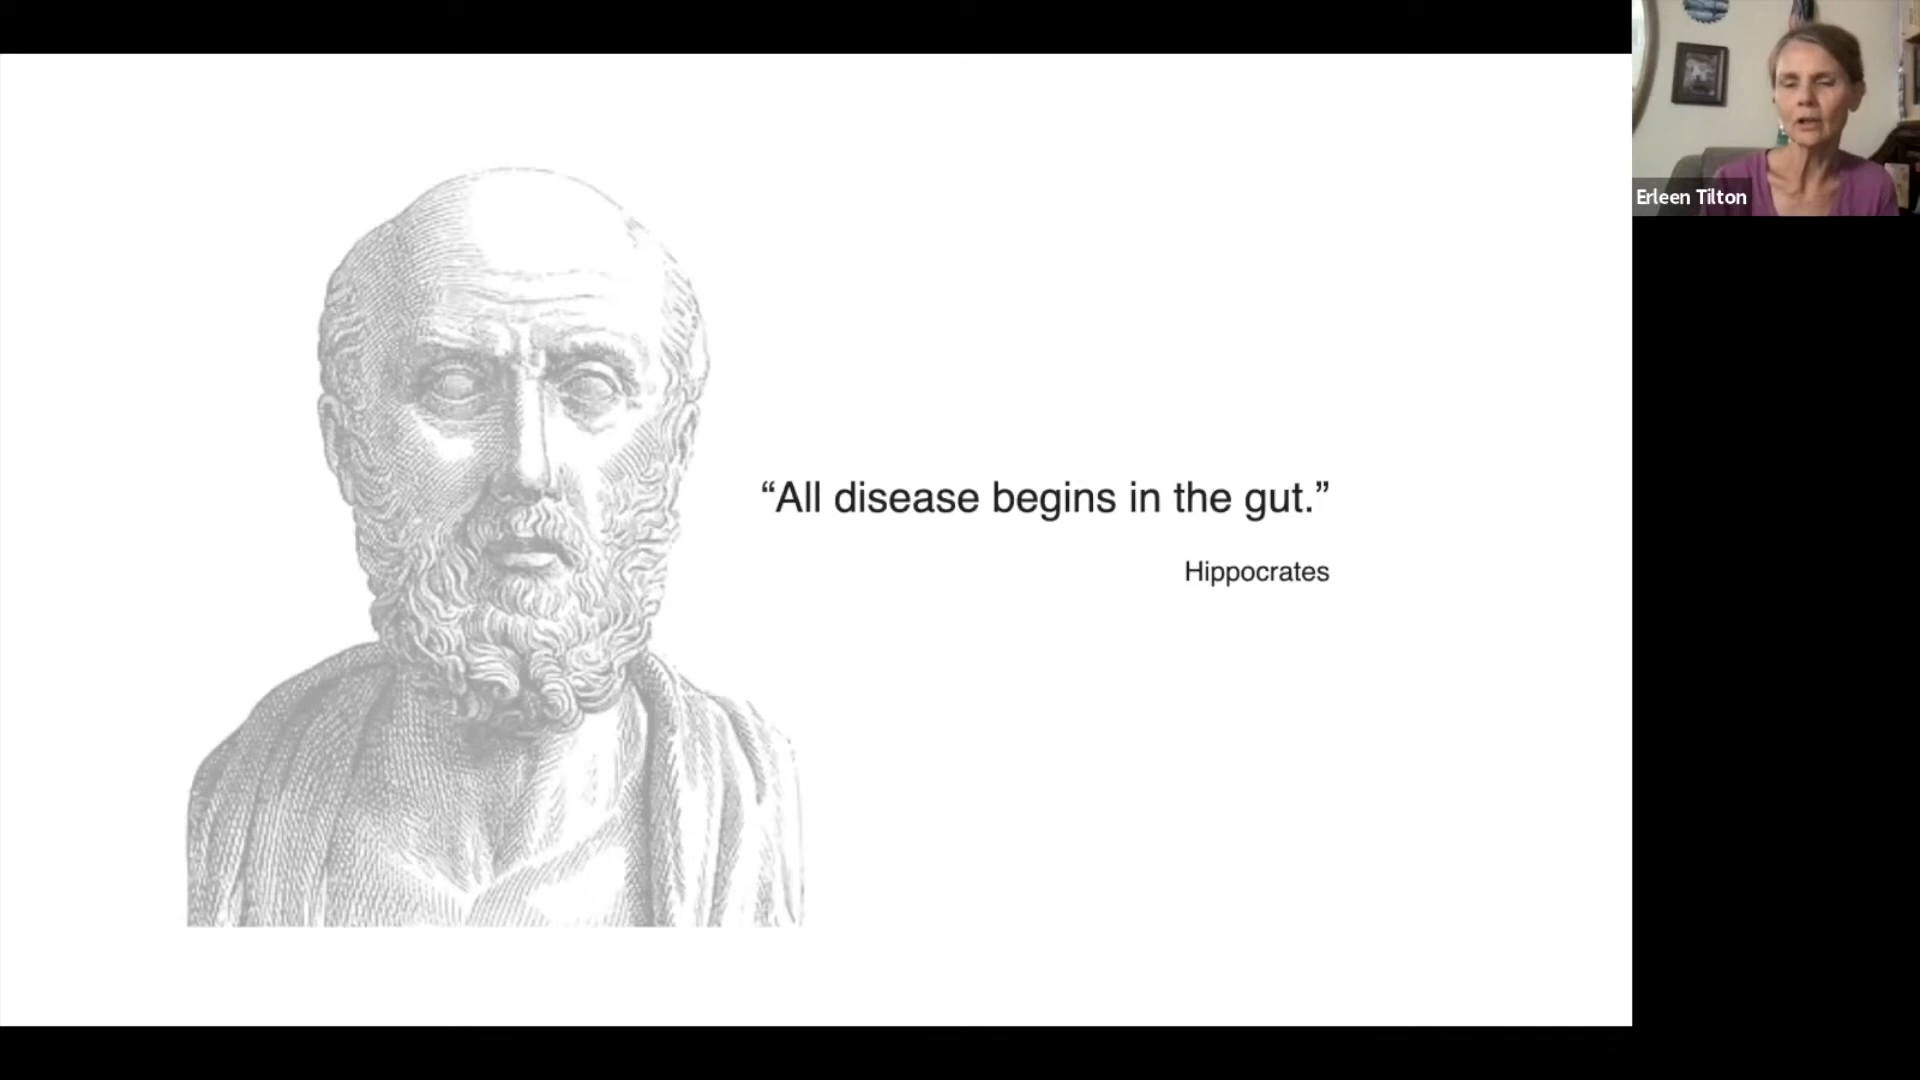 “All disease begins in the gut.”
Hippocrates
Erleen Tilton